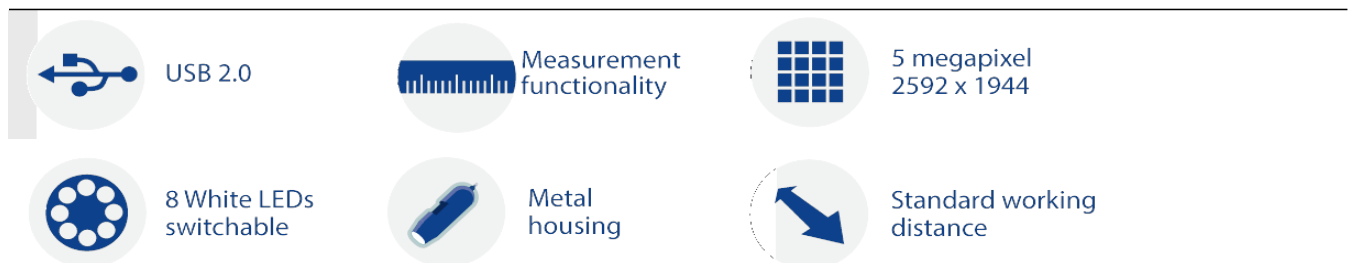 USB 2.0
Measurement
functionality
5 megapixel
2592 x 1944
8 White LEDs
switchable
Metal
housing
Standard working
distance